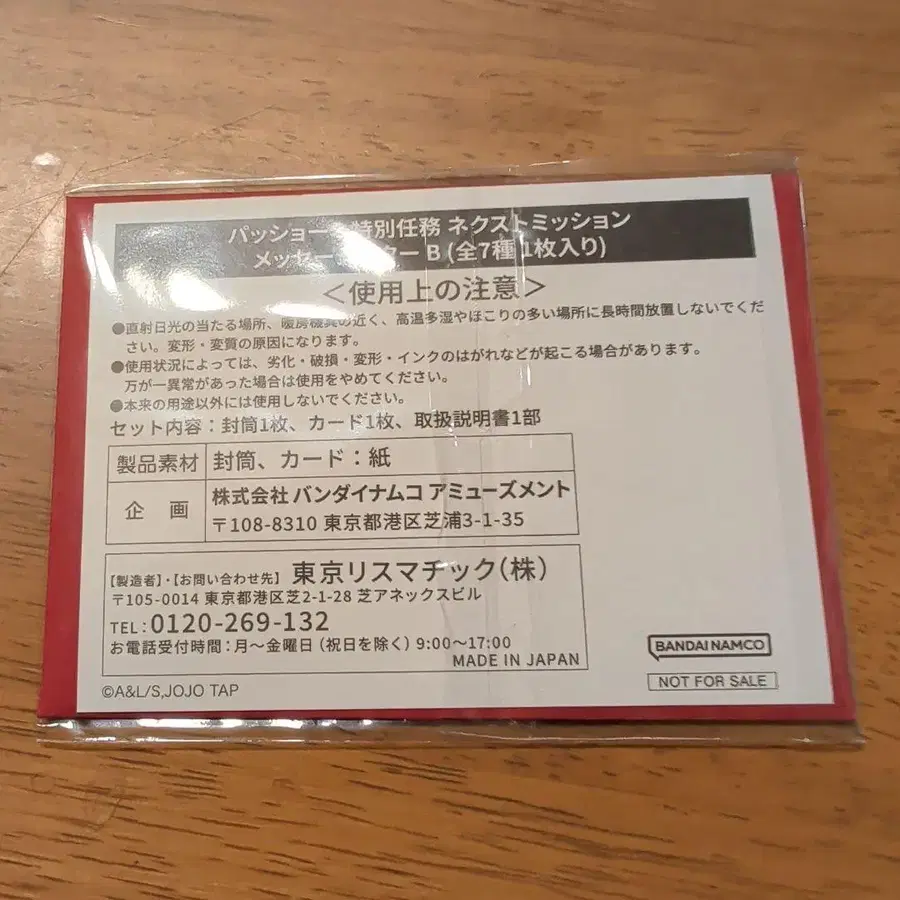 パッショー 特別任務 ネクストミッション
メッセー ター B (全7種 1枚入り)
＜使用上の注意＞
●直射日光の当たる場所、暖房機具の近く、高温多湿やほこりの多い場所に長時間放置しないでくだ
さい。変形・変質の原因になります。
●使用状況によっては、劣化・破損・変形・インクのはがれなどが起こる場合があります。
万が一異常があった場合は使用をやめてください。
●本来の用途以外には使用しないでください。
セット内容：封筒1枚、カード1枚、取扱説明書1部
製品素材 封筒、カード：紙
企 画 株式会社 バンダイナムコ アミューズメント
〒108-8310 東京都港区芝浦3-1-35
【製造者】・【お問い合わせ先】 東京リスマチック（株）
〒105-0014 東京都港区芝2-1-28 芝アネックスビル
TEL：0120-269-132
お電話受付時間：月～金曜日（祝日を除く）9:00～17:00
MADE IN JAPAN
©A&L/S,JOJO TAP
BANDAI NAMCO
NOT FOR SALE